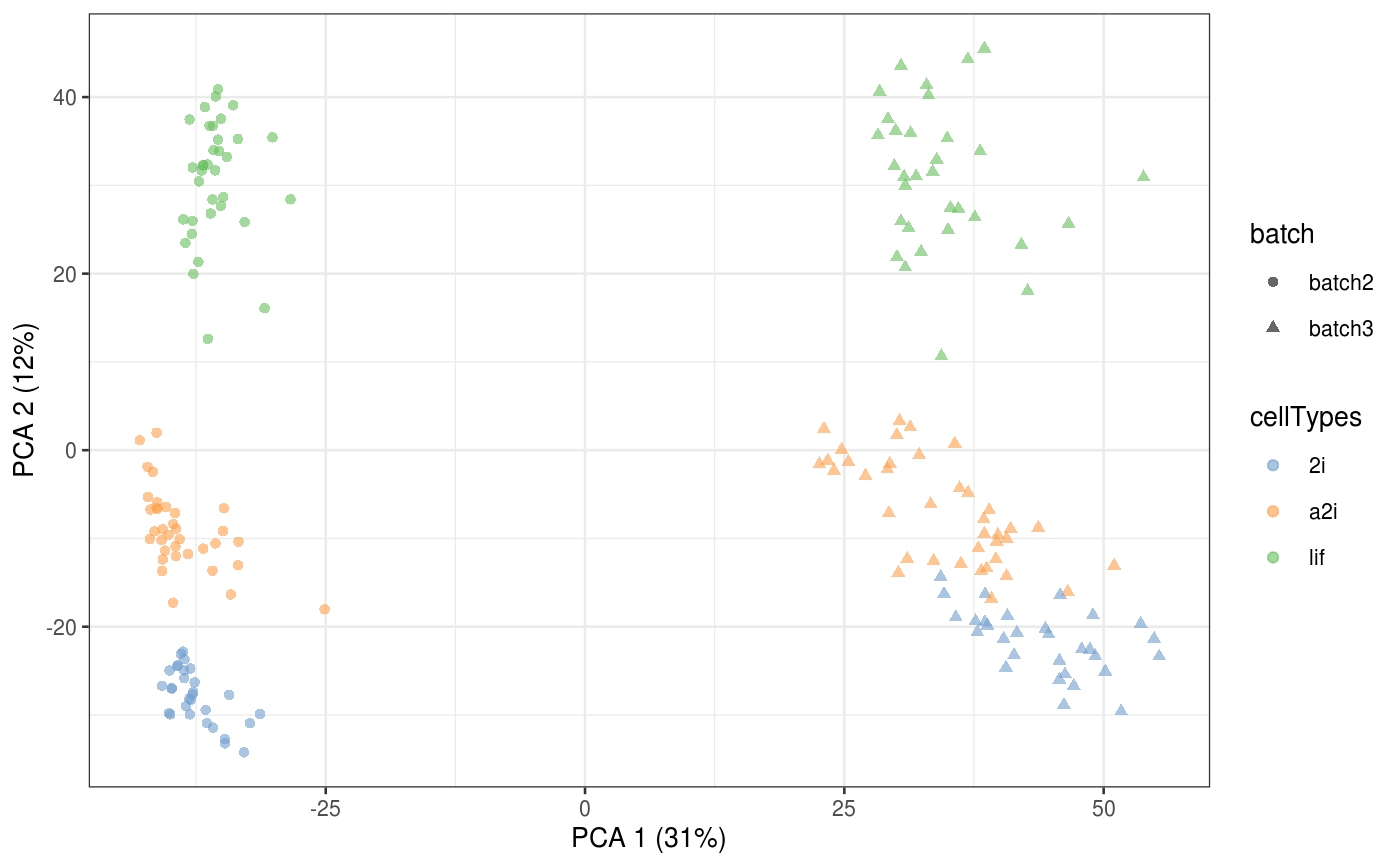 40
20
0
-20
PCA 2 (12%)
-25
0
25
50
PCA 1 (31%)
batch
batch2
batch3
cellTypes
2i
a2i
lif